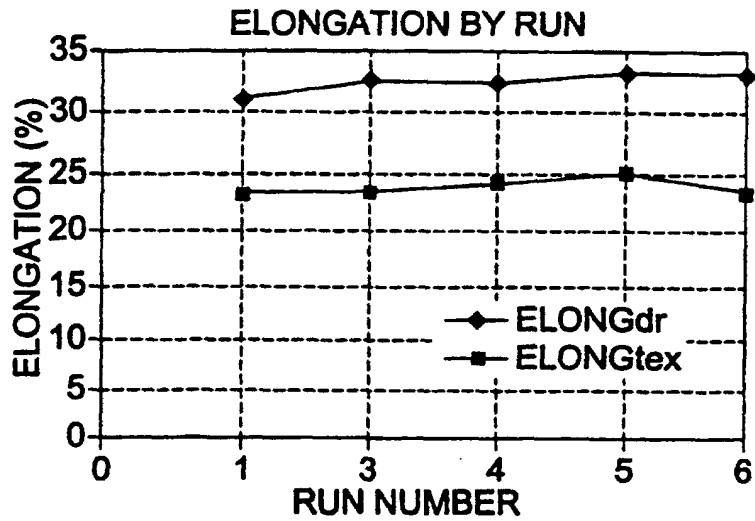 ELONGATION BY RUN
ELONGATION (%)
35
30
25
20
15
10
5
0
ELONGdr
ELONGtex
0 1 3 4 5 6
RUN NUMBER